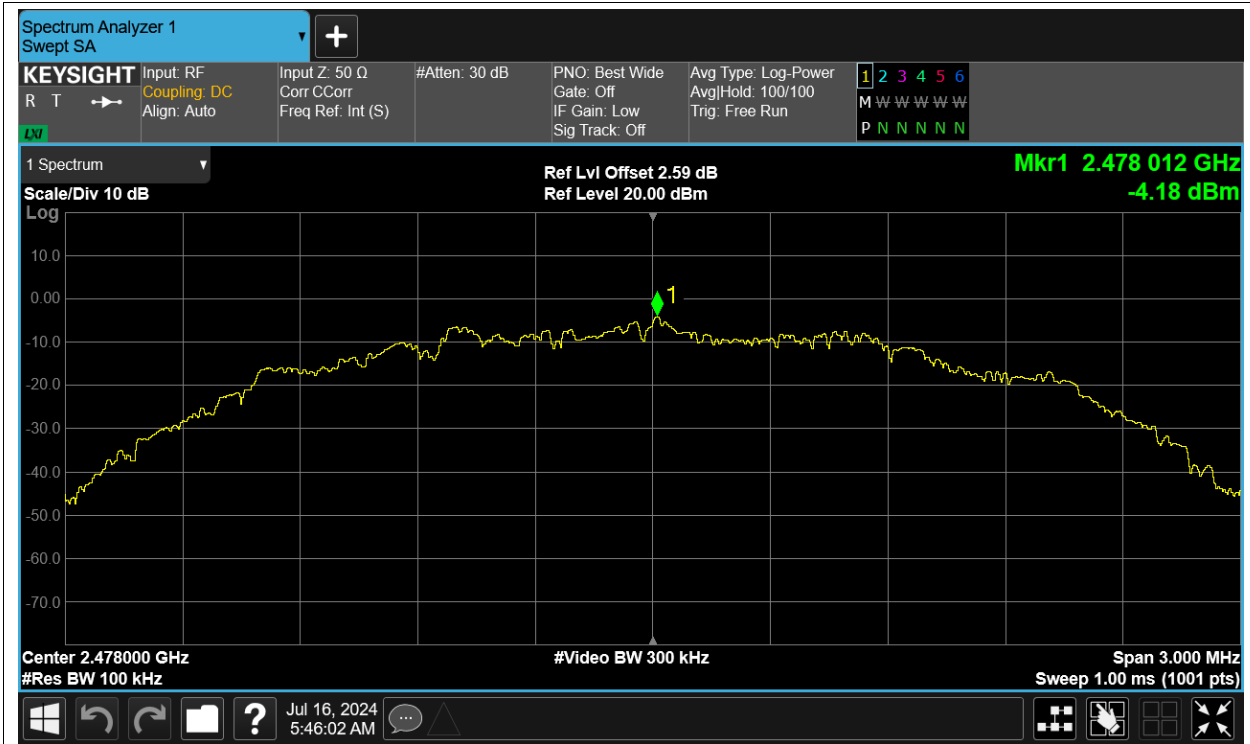 Spectrum Analyzer 1
Swept SA
KEYSIGHT
R T
LXI
Input: RF
Coupling: DC
Align: Auto
Input Z: 50 Ω
Corr CCorr
Freq Ref: Int (S)
#Atten: 30 dB
PNO: Best Wide
Gate: Off
IF Gain: Low
Sig Track: Off
Avg Type: Log-Power
Avg|Hold: 100/100
Trig: Free Run
1 2 3 4 5 6
M W W W W W W
P N N N N N
1 Spectrum
Scale/Div 10 dB
Ref Lvl Offset 2.59 dB
Ref Level 20.00 dBm
Mkr1 2.478 012 GHz
-4.18 dBm
Log
10.0
0.00
-10.0
-20.0
-30.0
-40.0
-50.0
-60.0
-70.0
1
Center 2.478000 GHz
#Res BW 100 kHz
#Video BW 300 kHz
Span 3.000 MHz
Sweep 1.00 ms (1001 pts)
?
Jul 16, 2024
5:46:02 AM